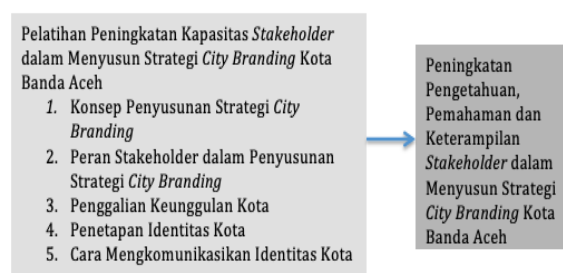 Pelatihan Peningkatan Kapasitas Stakeholder
dalam Menyusun Strategi City Branding Kota
Banda Aceh
1. Konsep Penyusunan Strategi City
Branding
2. Peran Stakeholder dalam Penyusunan
Strategi City Branding
3. Penggalian Keunggulan Kota
4. Penetapan Identitas Kota
5. Cara Mengkomunikasikan Identitas Kota
Peningkatan
Pengetahuan,
Pemahaman dan
Keterampilan
Stakeholder dalam
Menyusun Strategi
City Branding Kota
Banda Aceh